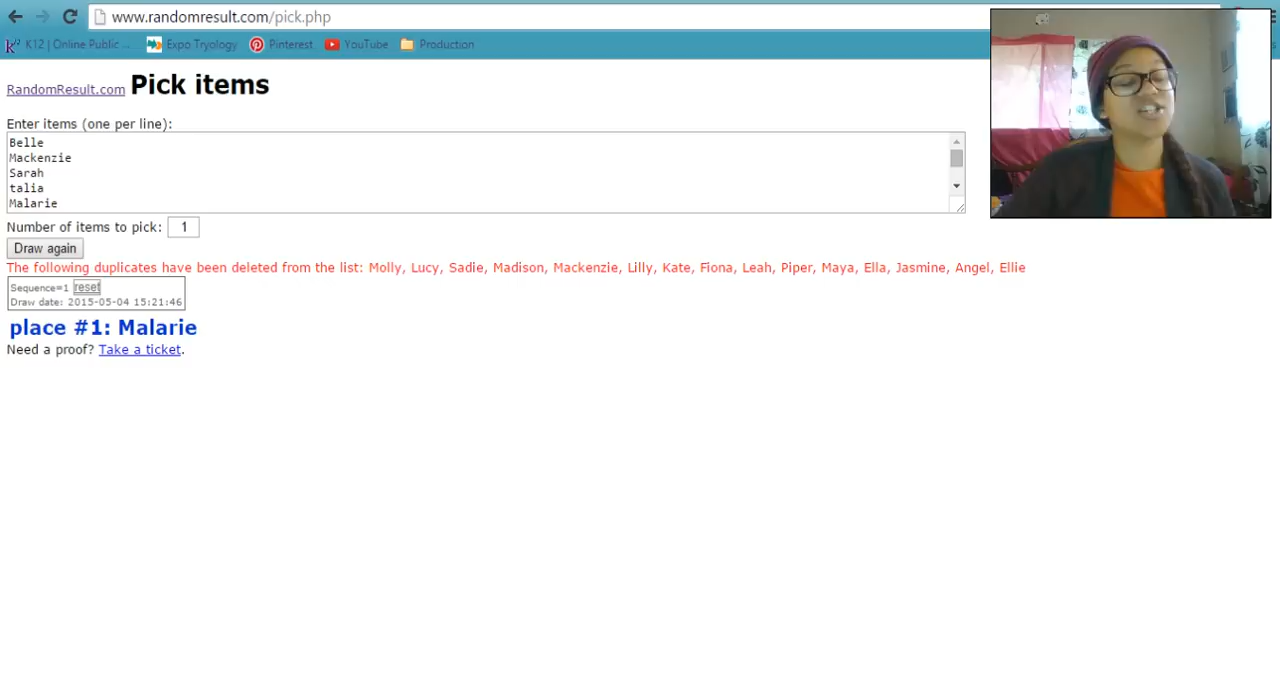 www.randomresult.com/pick.php
K12 | Online Public ... Expo Tryology Pinterest YouTube Production
RandomResult.com Pick items
Enter items (one per line):
Belle
Mackenzie
Sarah
talia
Malarie
Number of items to pick: 1
Draw again
The following duplicates have been deleted from the list: Molly, Lucy, Sadie, Madison, Mackenzie, Lilly, Kate, Fiona, Leah, Piper, Maya, Ella, Jasmine, Angel, Ellie
Sequence=1 reset
Draw date: 2015-05-04 15:21:46
place #1: Malarie
Need a proof? Take a ticket.